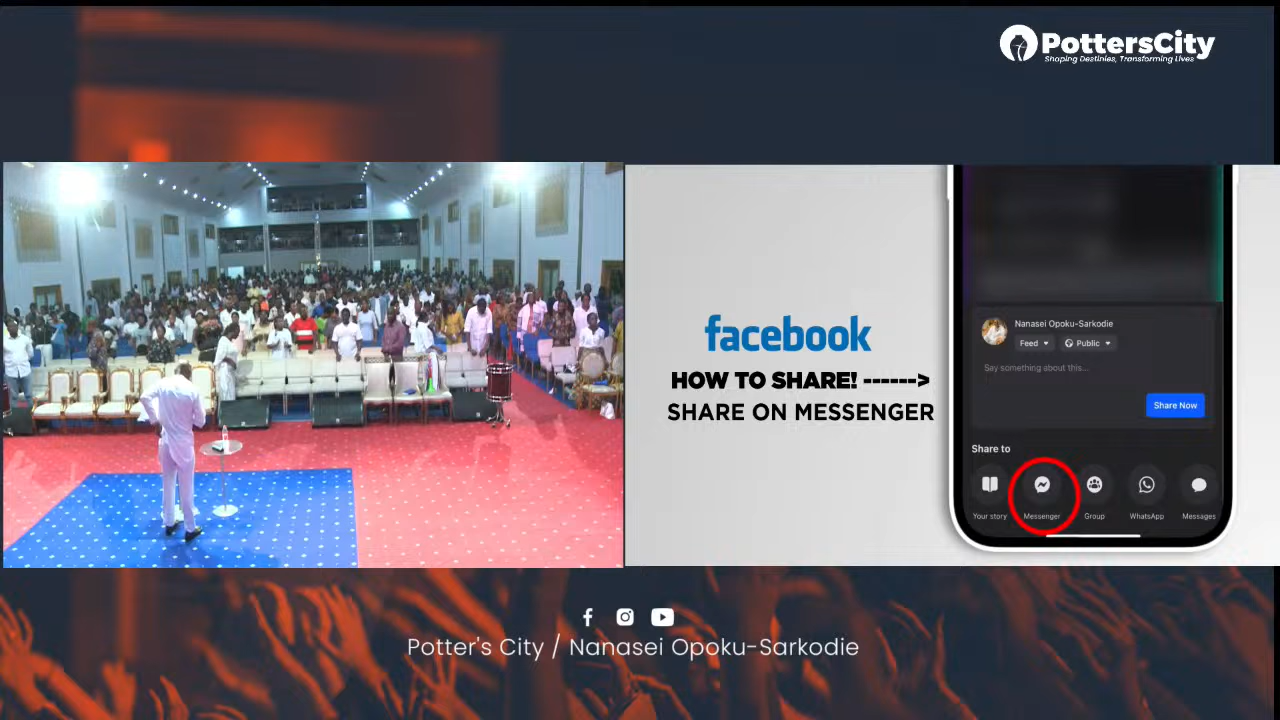 PottersCity
Shaping Destinies, Transforming Lives
facebook
HOW TO SHARE! ------>
SHARE ON MESSENGER
Nanasei Opoku-Sarkodie
Feed
Public
Say something about this...
Share Now
Share to
Your story
Messenger
Group
WhatsApp
Messages
Potter's City / Nanasei Opoku-Sarkodie